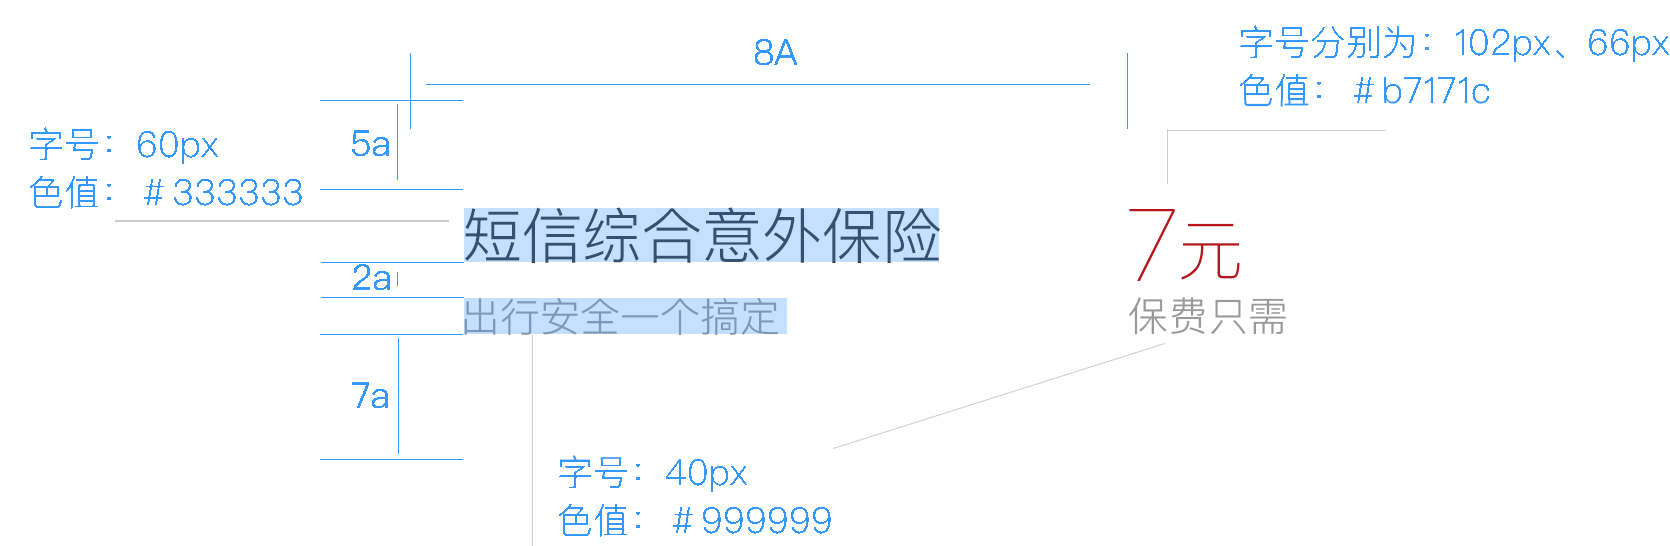 8A
字号分别为：102px、66px
色值： # b7171c
字号：60px
色值： # 333333
5a
短信综合意外保险
7元
2a
出行安全一个搞定
保费只需
7a
字号：40px
色值： # 999999